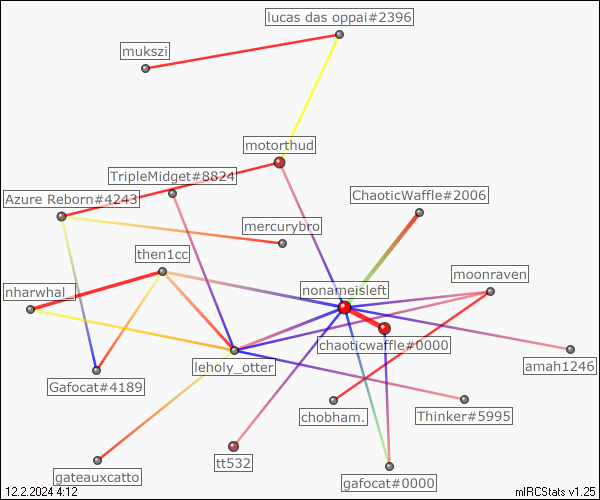 lucas das oppai#2396
mukszi
motorthud
TripleMidget#8824
ChaoticWaffle#2006
Azure Reborn#4243
mercurybro
then1cc
moonraven
nonameisleft
nharwhal_
chaoticwaffle#0000
leholy_otter
amah1246
Gafocat#4189
chobham.
Thinker#5995
tt532
gateauxcatto
gafocat#0000
12.2.2024 4:12
mIRCStats v1.25